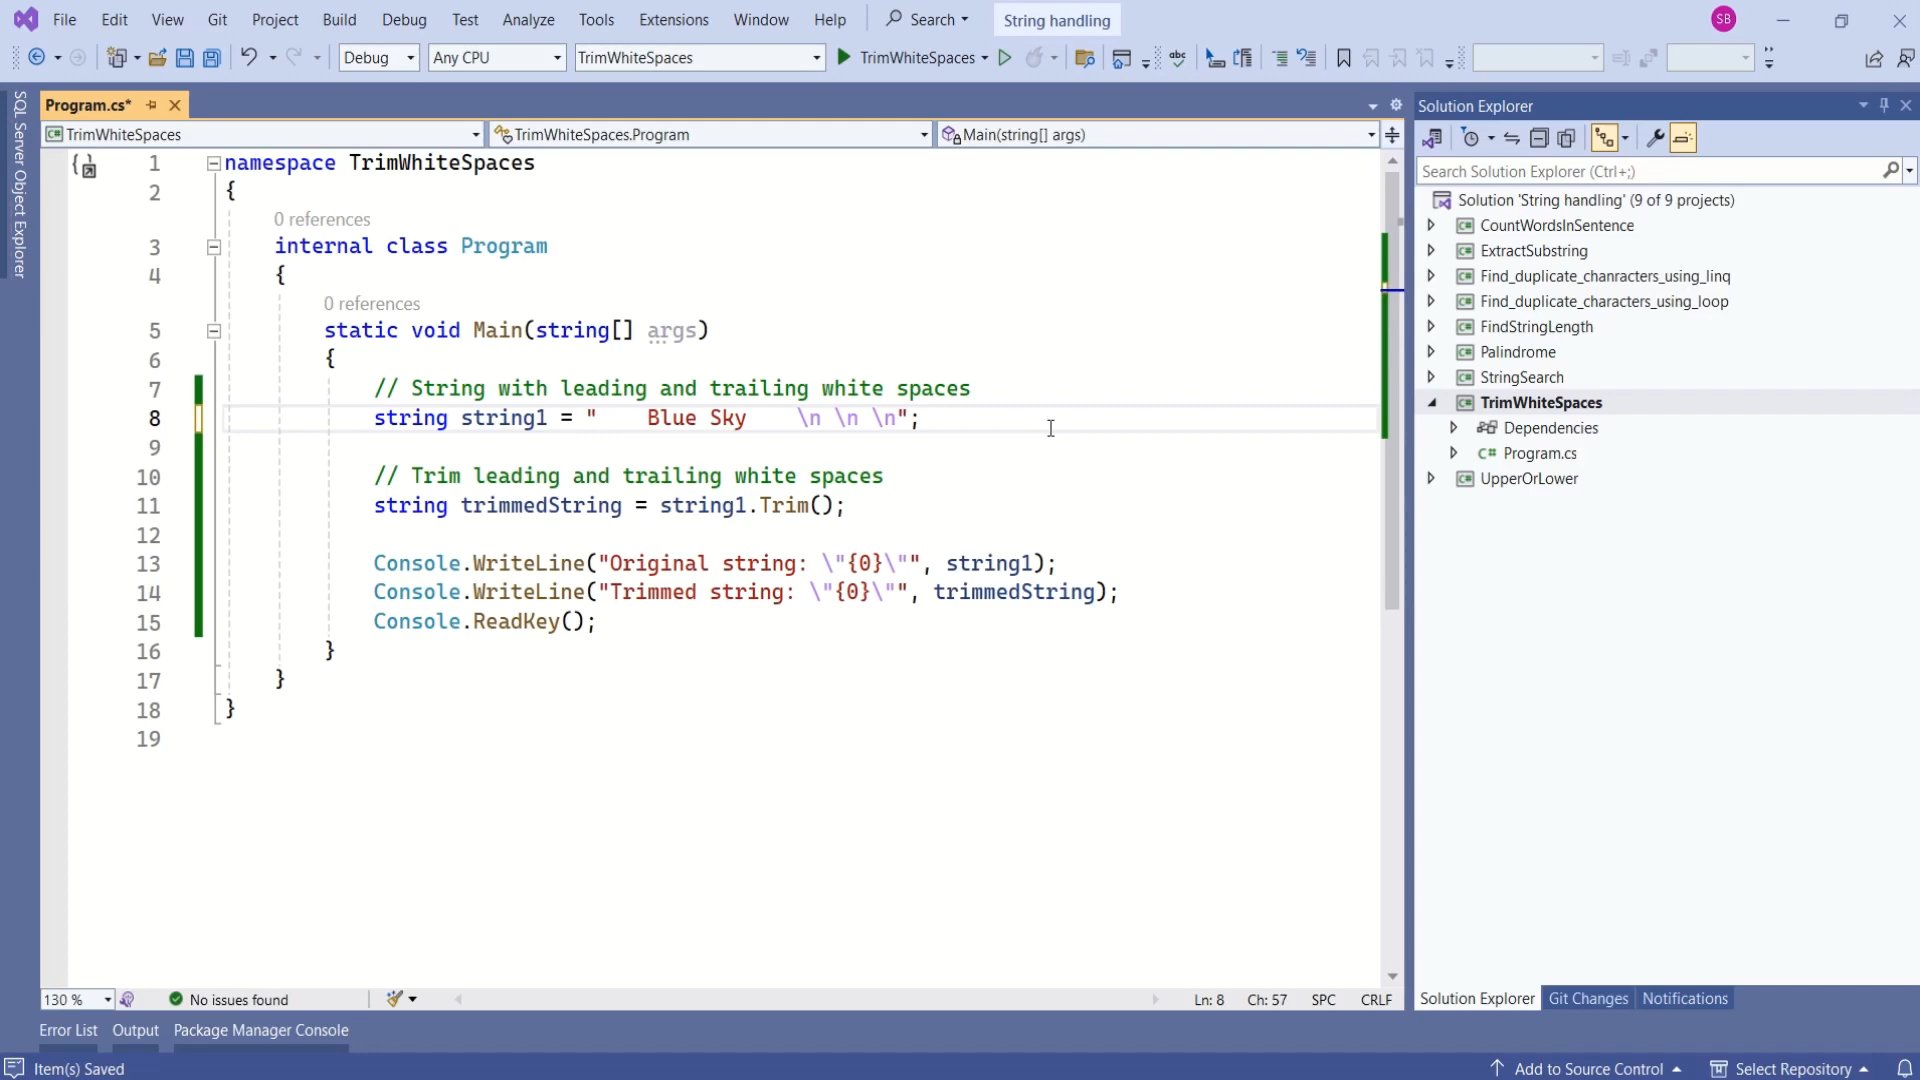 File Edit View Git Project Build Debug Test Analyze Tools Extensions Window Help Search String handling SB
Debug Any CPU TrimWhiteSpaces TrimWhiteSpaces
SQL Server Object Explorer
Program.cs*
TrimWhiteSpaces TrimWhiteSpaces.Program Main(string[] args)
1 namespace TrimWhiteSpaces
2 {
0 references
3 internal class Program
4 {
0 references
5 static void Main(string[] args)
6 {
7 // String with leading and trailing white spaces
8 string string1 = "    Blue Sky    \n \n \n";
9
10 // Trim leading and trailing white spaces
11 string trimmedString = string1.Trim();
12
13 Console.WriteLine("Original string: \"{0}\"", string1);
14 Console.WriteLine("Trimmed string: \"{0}\"", trimmedString);
15 Console.ReadKey();
16 }
17 }
18 }
19
130 % No issues found Ln: 8 Ch: 57 SPC CRLF
Solution Explorer
Search Solution Explorer (Ctrl+;)
Solution 'String handling' (9 of 9 projects)
CountWordsInSentence
ExtractSubstring
Find_duplicate_chanracters_using_linq
Find_duplicate_characters_using_loop
FindStringLength
Palindrome
StringSearch
TrimWhiteSpaces
Dependencies
C# Program.cs
UpperOrLower
Solution Explorer Git Changes Notifications
Error List Output Package Manager Console
Item(s) Saved Add to Source Control Select Repository